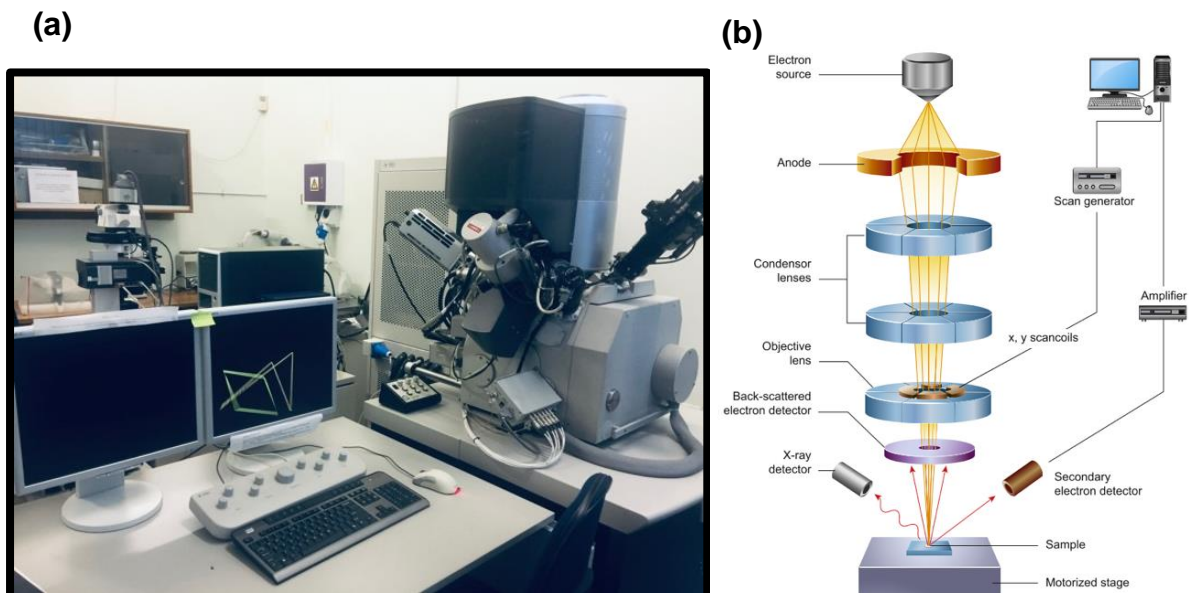 (a)
(b)
Electron
source
Anode
Scan generator
Condensor
lenses
Amplifier
x, y scancoils
Objective
lens
Back-scattered
electron detector
X-ray
detector
Secondary
electron detector
Sample
Motorized stage